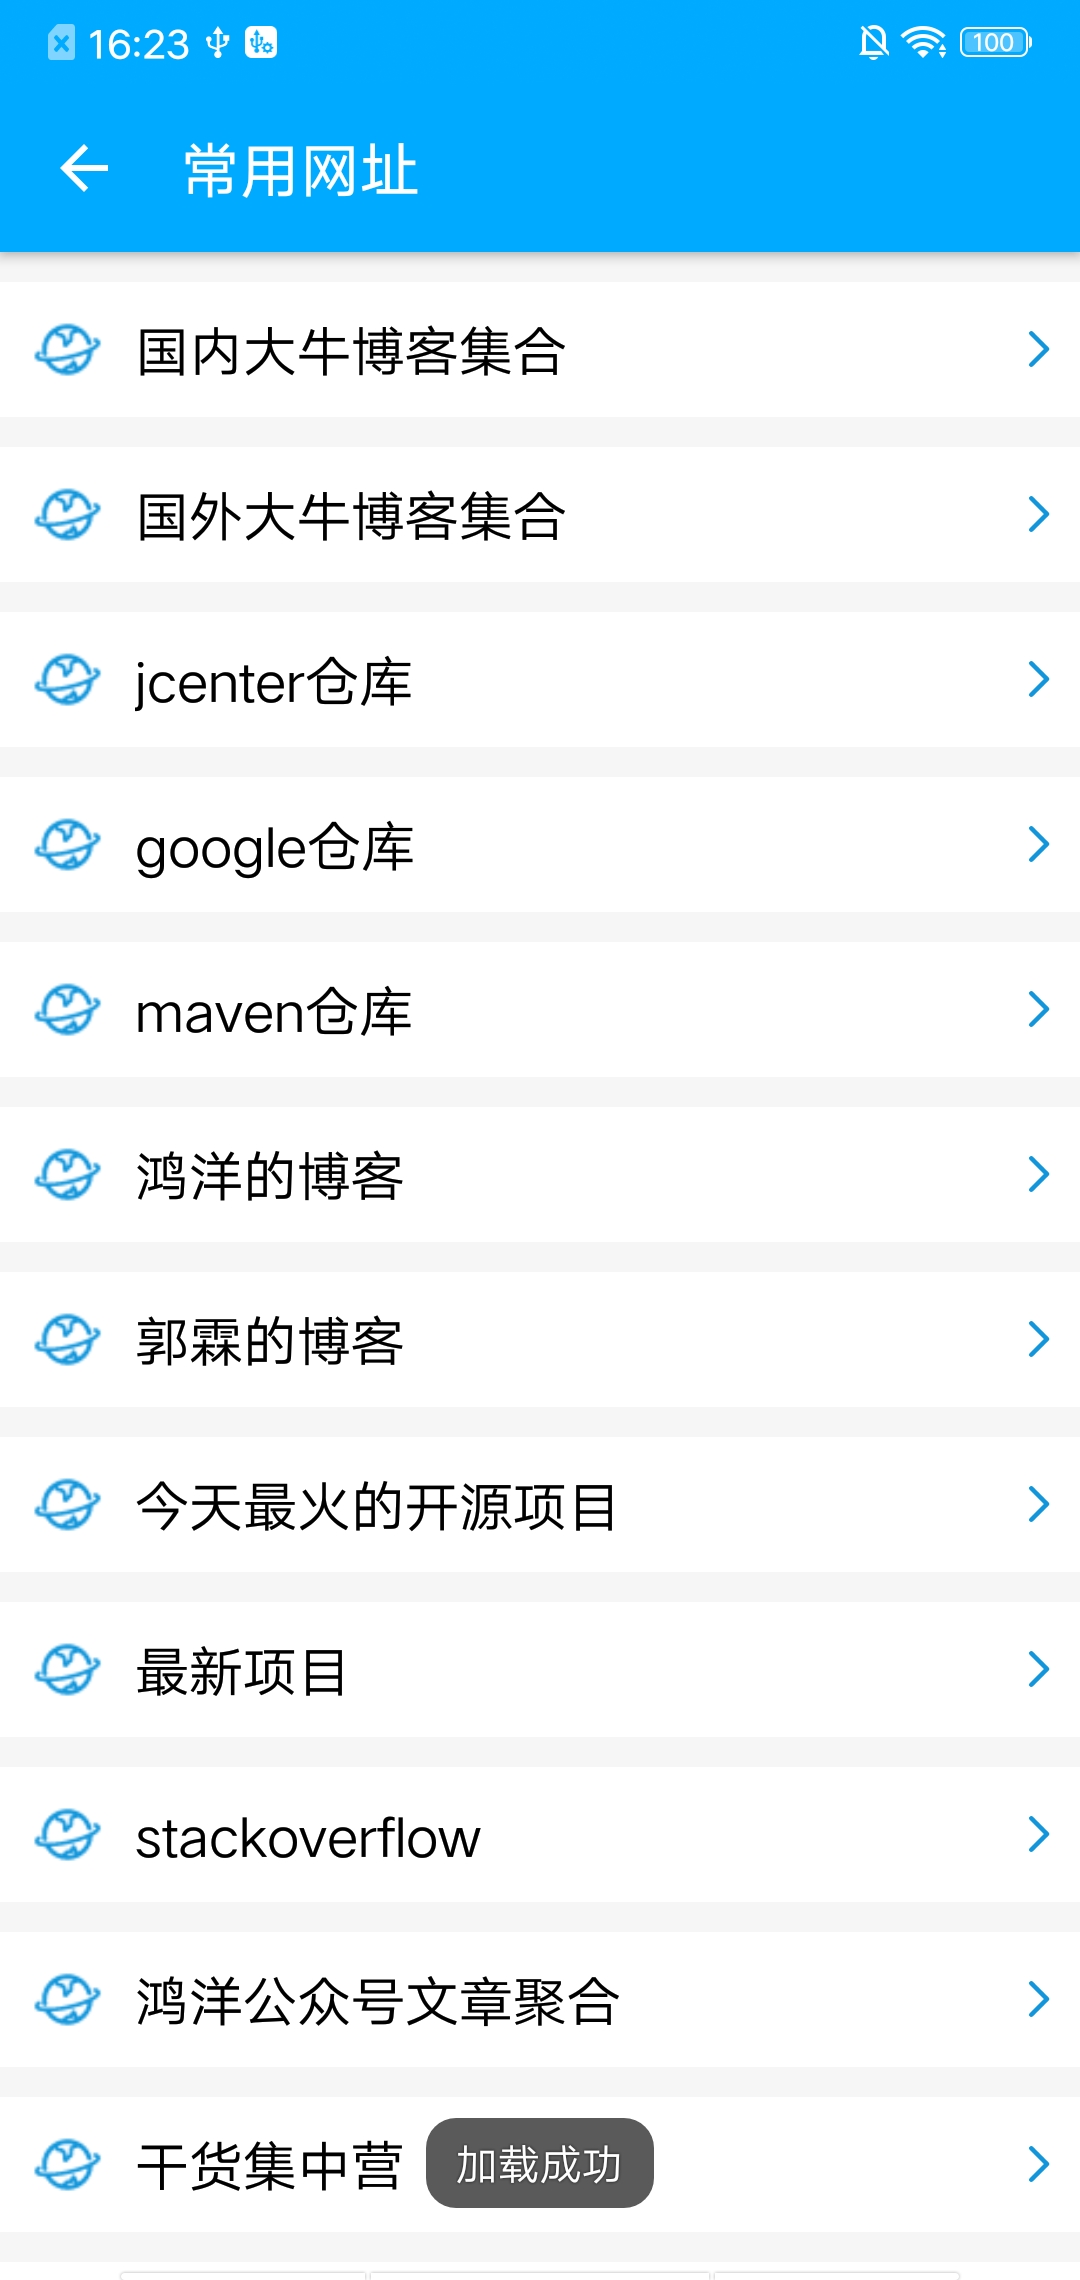 16:23
100
常用网址
国内大牛博客集合
国外大牛博客集合
jcenter仓库
google仓库
maven仓库
鸿洋的博客
郭霖的博客
今天最火的开源项目
最新项目
stackoverflow
鸿洋公众号文章聚合
干货集中营
加载成功